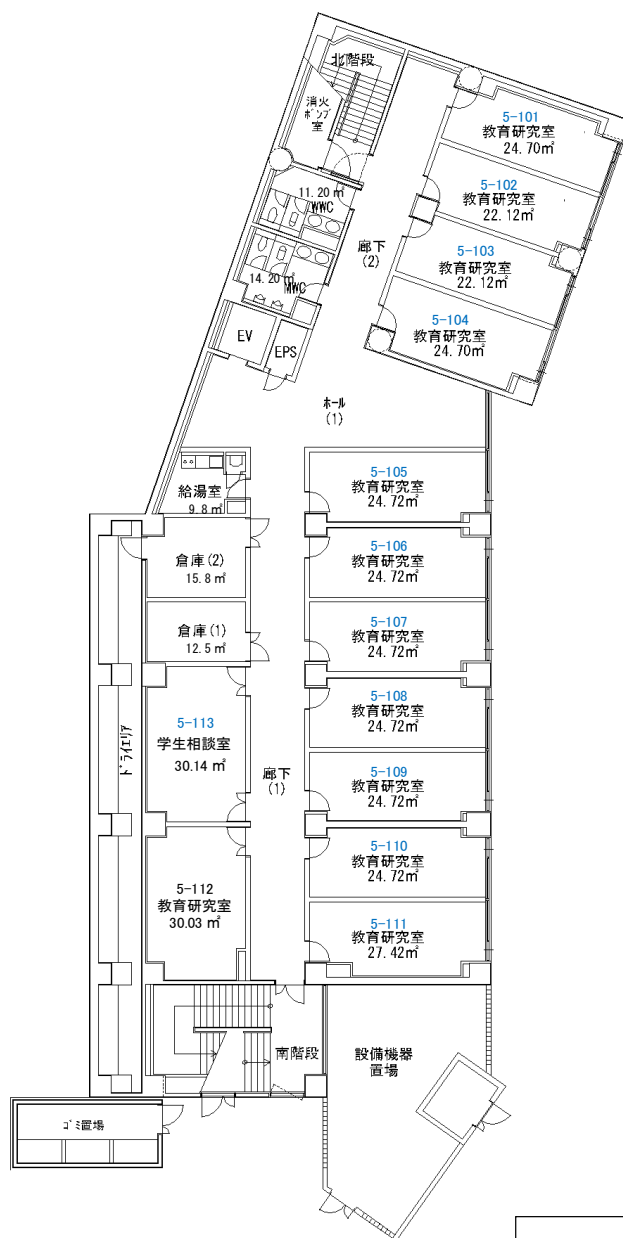 北階段
消火
ポンプ
室
5-101
教育研究室
24.70㎡
11.20㎡
WWC
5-102
教育研究室
22.12㎡
廊下
(2)
5-103
教育研究室
22.12㎡
14.20㎡
MWC
5-104
教育研究室
24.70㎡
EV
EPS
ホール
(1)
給湯室
9.8㎡
5-105
教育研究室
24.72㎡
倉庫(2)
15.8㎡
5-106
教育研究室
24.72㎡
倉庫(1)
12.5㎡
5-107
教育研究室
24.72㎡
ドライエリア
5-113
学生相談室
30.14㎡
5-108
教育研究室
24.72㎡
廊下
(1)
5-109
教育研究室
24.72㎡
5-112
教育研究室
30.03㎡
5-110
教育研究室
24.72㎡
5-111
教育研究室
27.42㎡
南階段
設備機器
置場
ゴミ置場